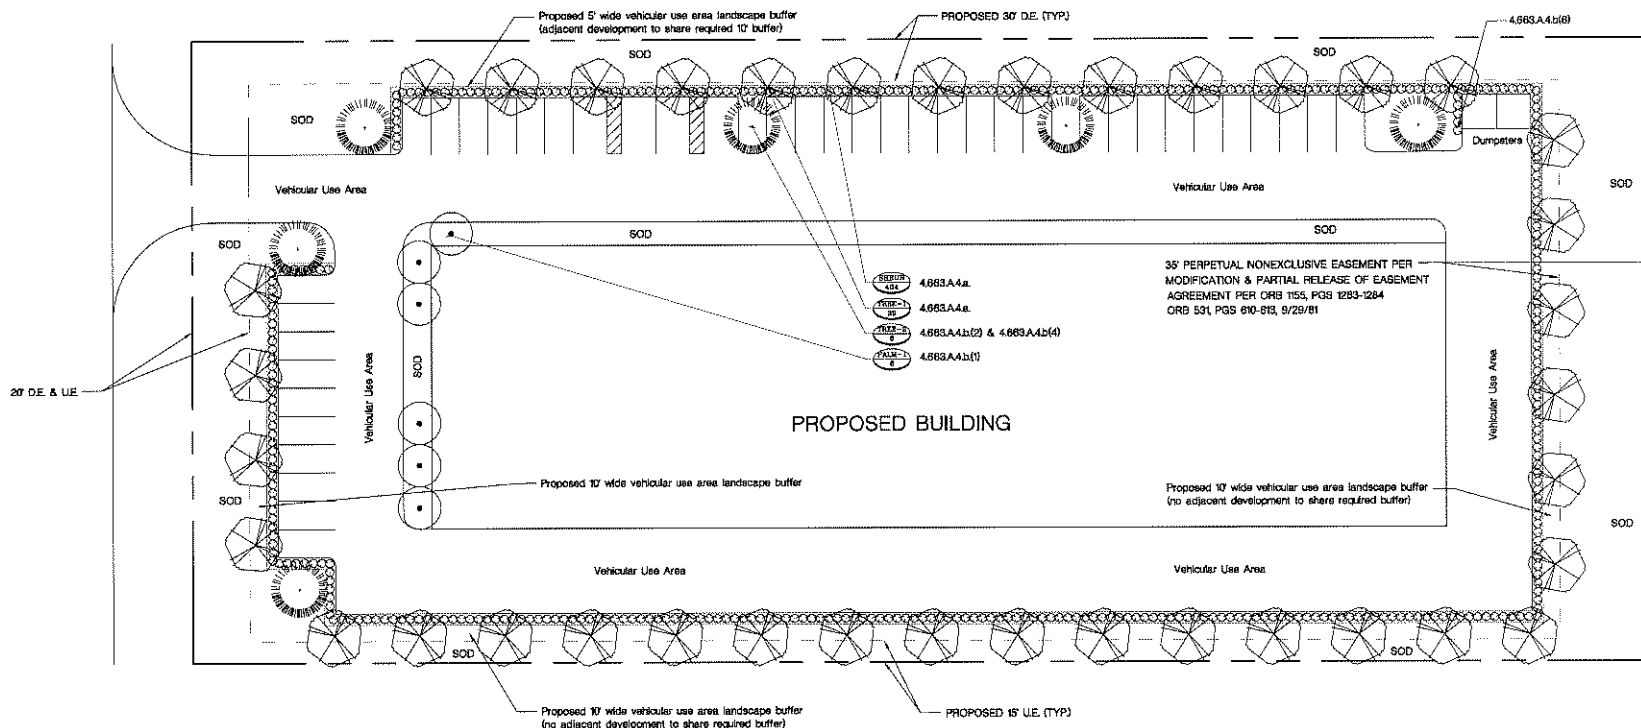 Proposed 5' wide vehicular use area landscape buffer
(adjacent development to share required 10' buffer)
PROPOSED 30' D.E. (TYP.)
4.663.A.4.b(6)
SOD
SOD
SOD
Dumpsters
Vehicular Use Area
Vehicular Use Area
SOD
SOD
SOD
SOD
35' PERPETUAL NONEXCLUSIVE EASEMENT PER
MODIFICATION & PARTIAL RELEASE OF EASEMENT
AGREEMENT PER ORB 1155, PGS 1283-1284
ORB 531, PGS 610-613, 9/29/81
SHRUB
404
4.663.A.4.a.
TREE-1
4.663.A.4.a.
TREE-2
6
4.663.A.4.b.(2) & 4.663.A.4.b(4)
PALM-1
6
4.663.A.4.b.(1)
SOD
Vehicular Use Area
Vehicular Use Area
20' D.E. & U.E.
PROPOSED BUILDING
Proposed 10' wide vehicular use area landscape buffer
SOD
Proposed 10' wide vehicular use area landscape buffer
(no adjacent development to share required buffer)
SOD
Vehicular Use Area
Vehicular Use Area
SOD
SOD
Proposed 10' wide vehicular use area landscape buffer
(no adjacent development to share required buffer)
PROPOSED 15' U.E. (TYP.)